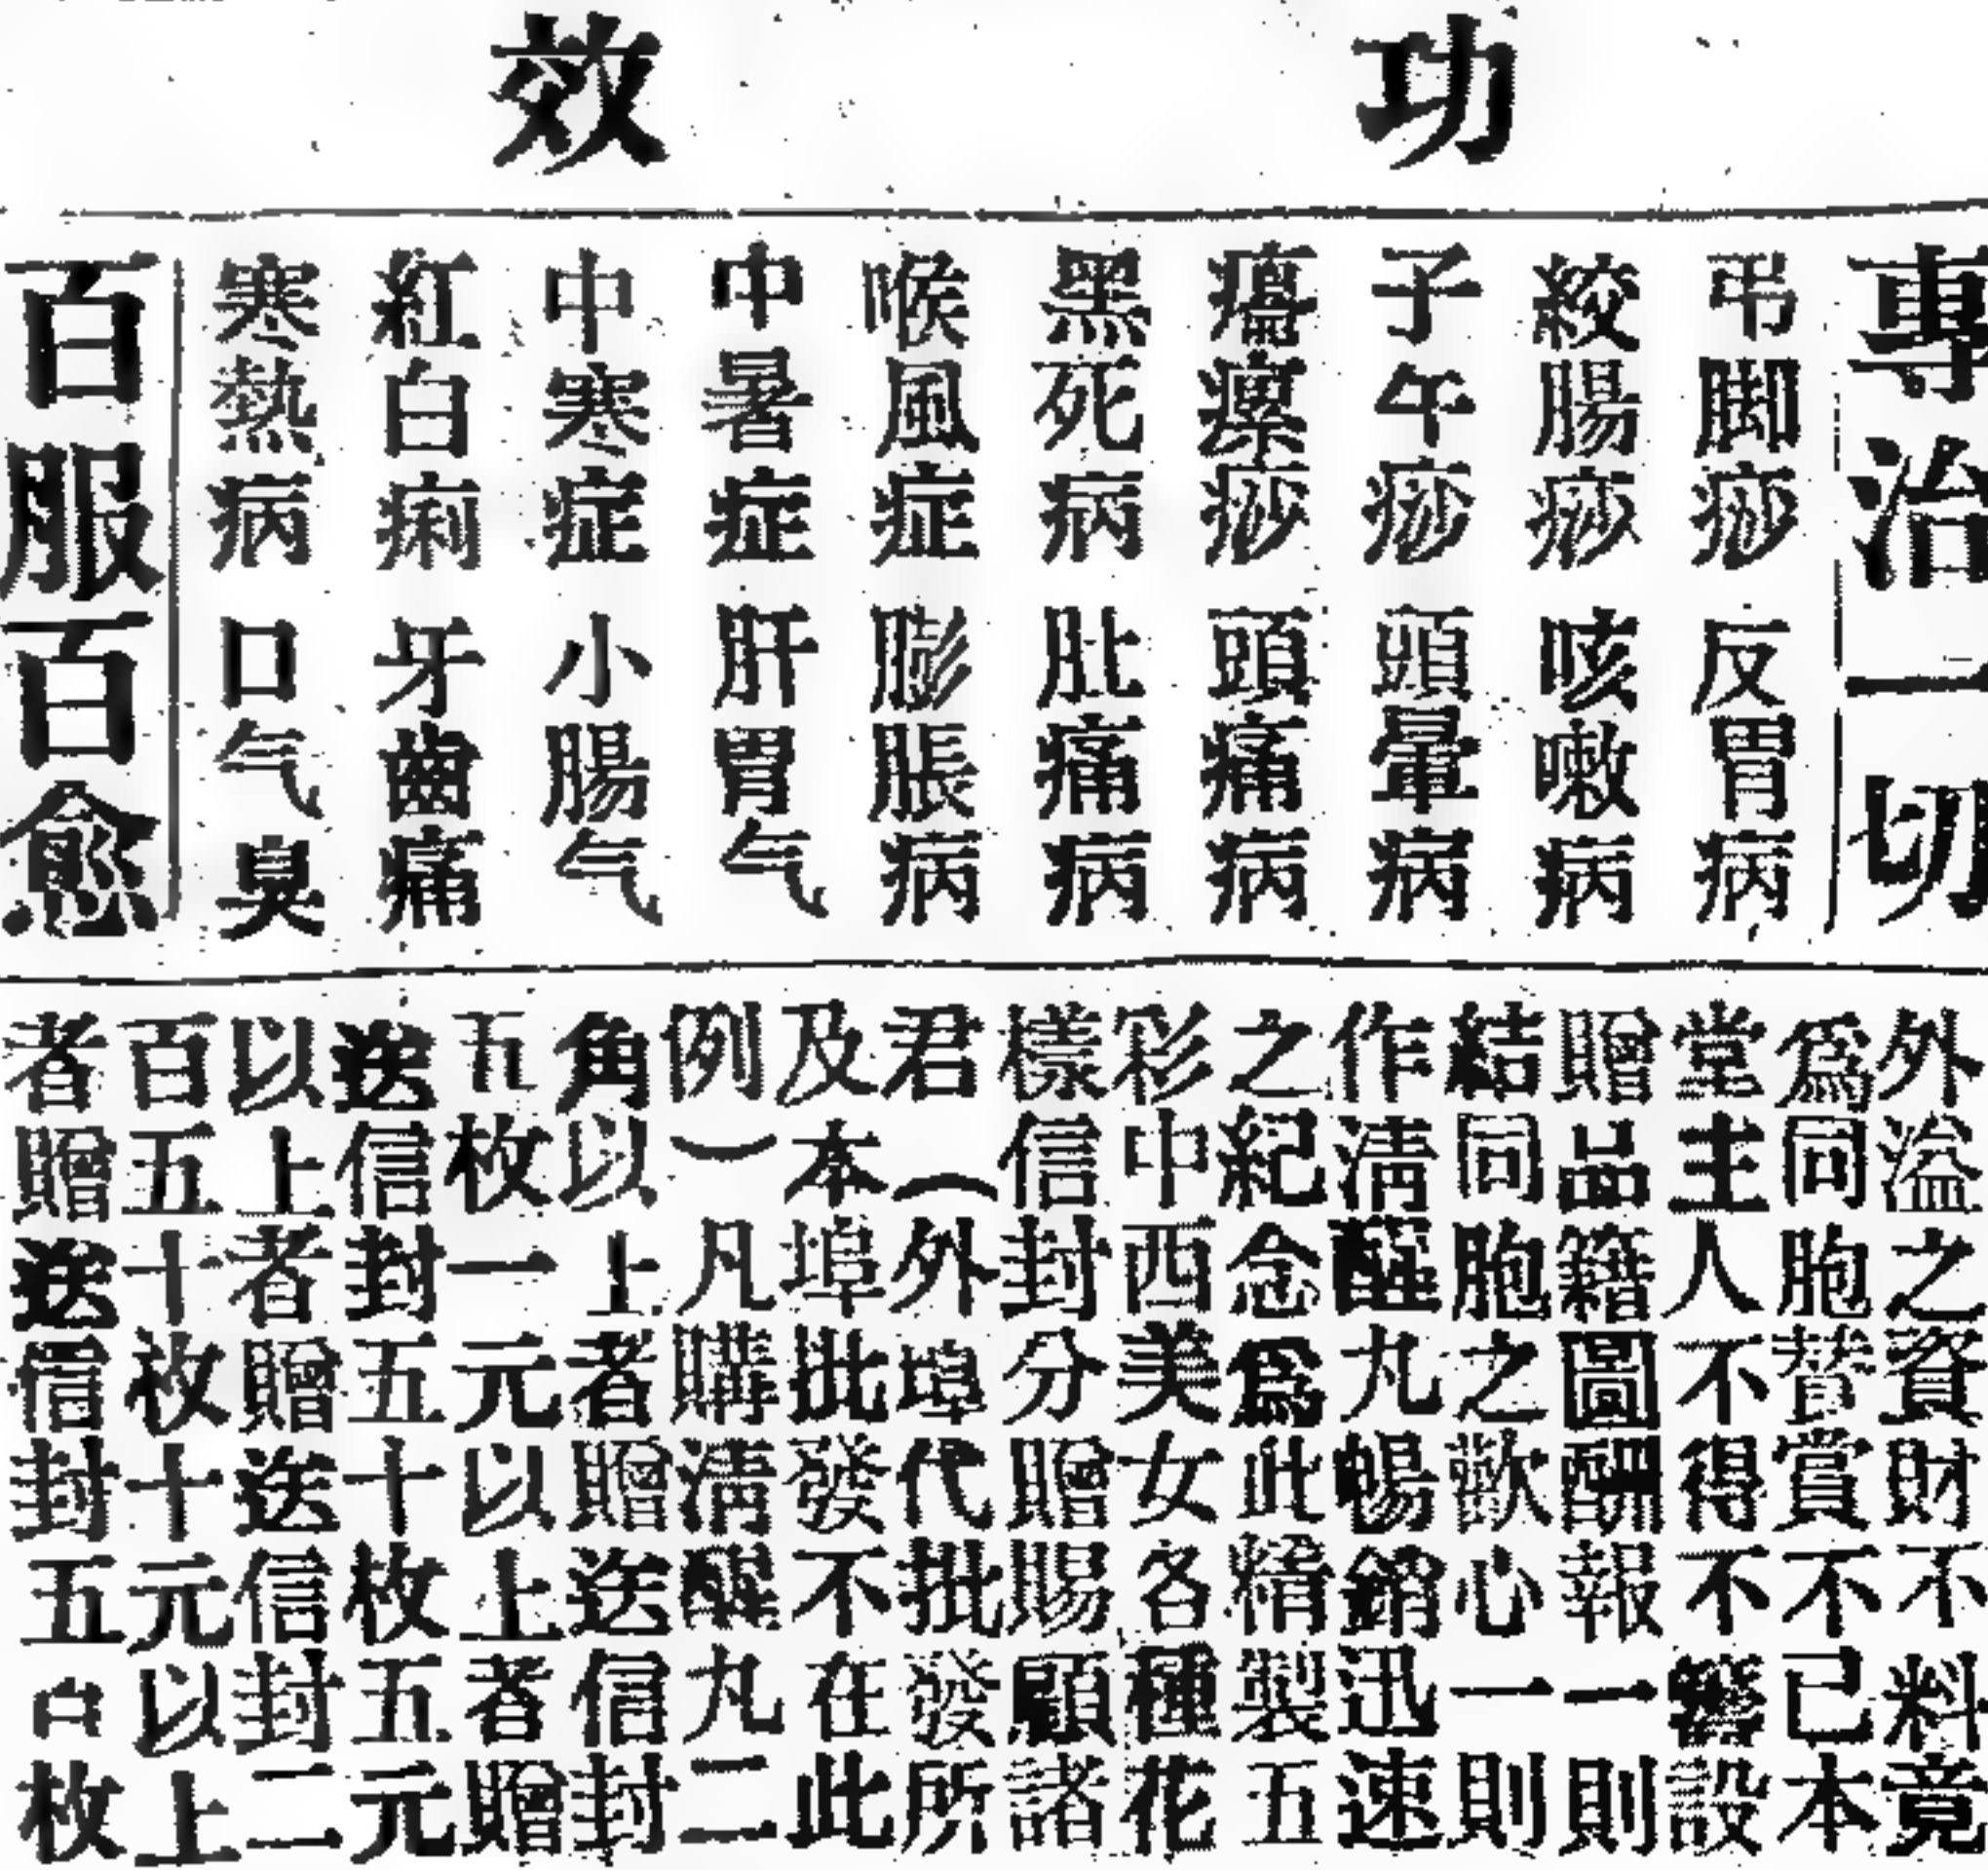 功效
專治一切
弔脚痧 反胃病
絞腸痧 咳嗽病
子午痧 頭暈病
癟𤺺痧 頭痛病
黑死病 肚痛病
喉風症 膨脹病
中暑症 肝胃气
中寒症 小腸气
紅白痢 牙齒痛
寒熱病 口气臭
百服百愈
外溢之資財不料竟
爲同胞替賞不已本
堂主人不得不籌設
贈品籍圖酬報一則
結同胞之歡心一則
作清醒丸暢銷迅速
之紀念爲此精製五
彩中西美女各種花
樣信封分贈賜顧諸
君(外埠代批發所
及本埠批發不在此
例)凡購清醒丸二
角以上者贈送信封
五枚一元以上者贈
送信封五十枚五元
以上者贈送信封二
百五十枚十元以上
者贈送信封五百枚